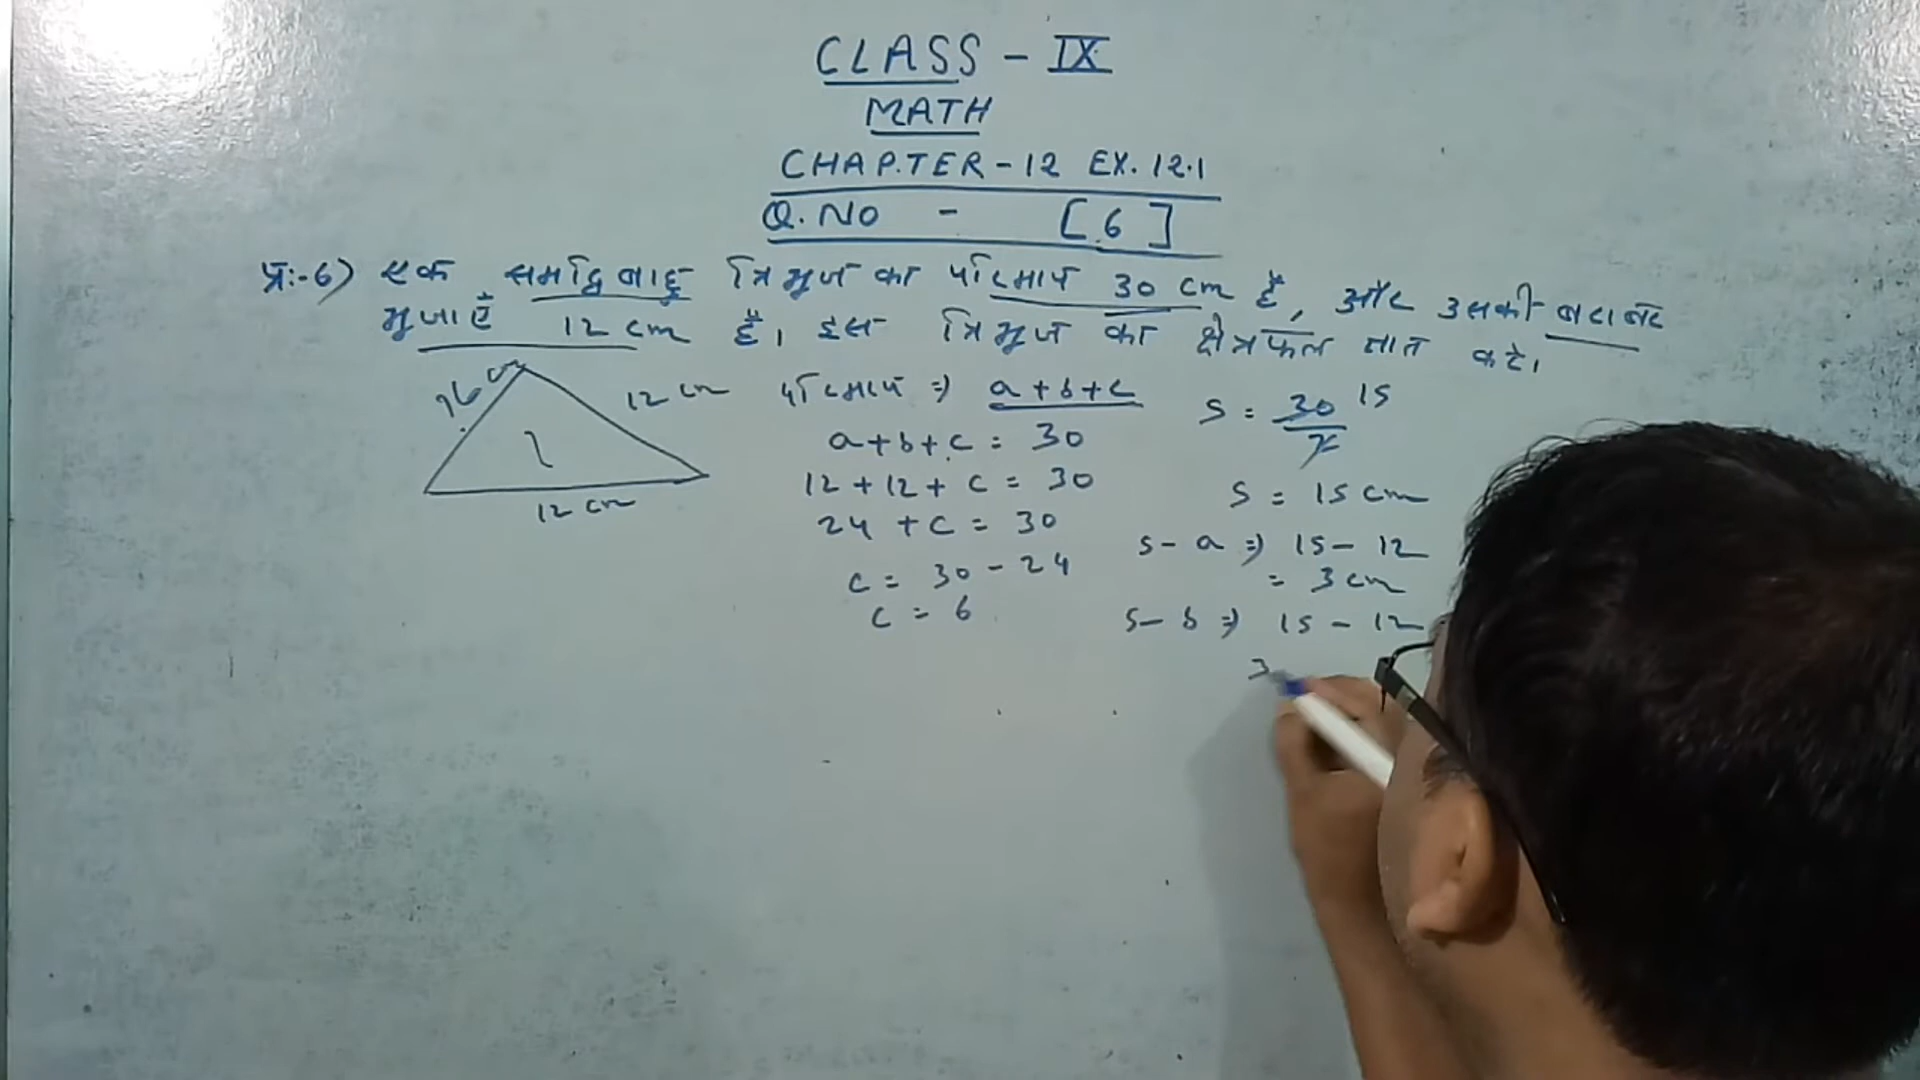 CLASS - IX
MATH
CHAPTER-12 EX. 12.1
Q. No - [6]
प्र:-6) एक समद्विबाहु त्रिभुज का परिमाप 30 cm है, और उसकी बराबर
भुजाएँ 12 cm है। इस त्रिभुज का क्षेत्रफल ज्ञात करे।
12 cm
12 cm
परिमाप ⇒ a+b+c
a+b+c = 30
12+12+c = 30
24 + c = 30
c = 30 - 24
c = 6
S = 30/2 15
S = 15 cm
S - a ⇒ 15 - 12
= 3 cm
S - b ⇒ 15 - 12
3